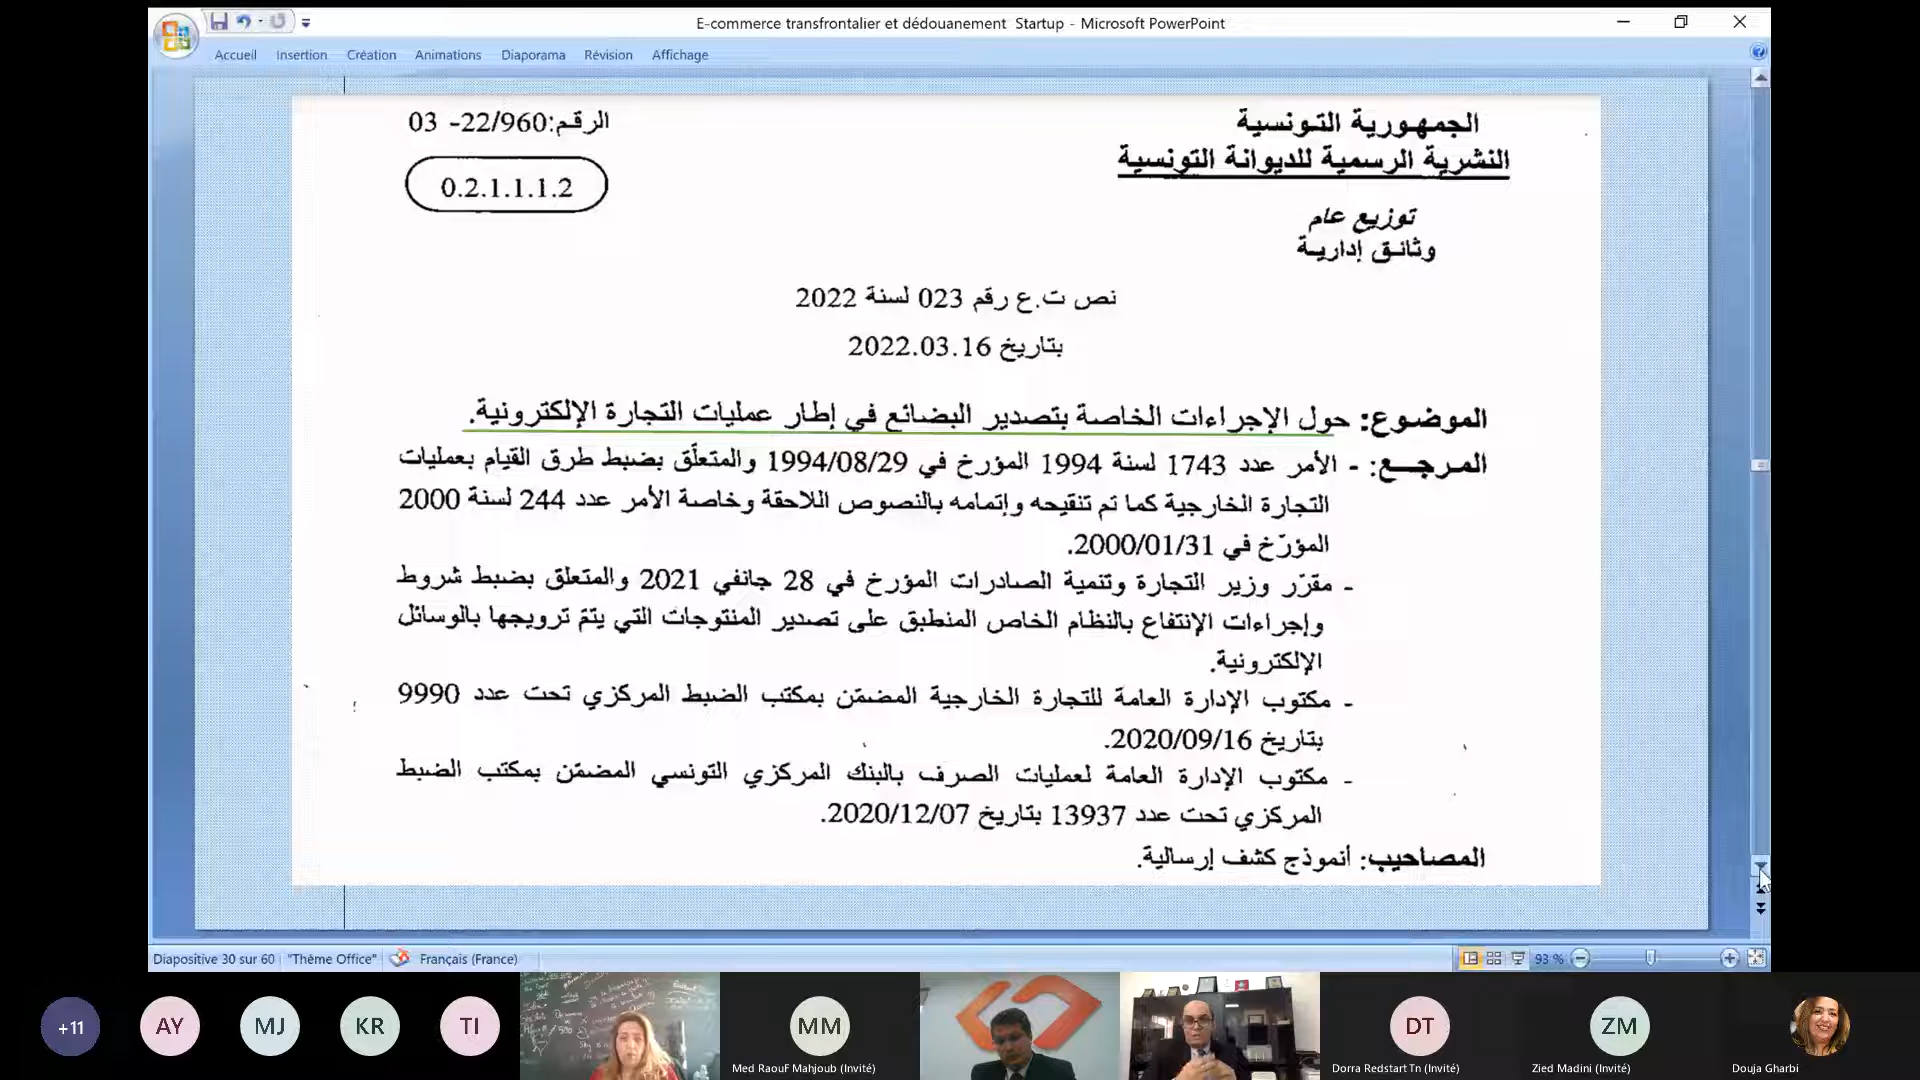 E-commerce transfrontalier et dédouanement  Startup - Microsoft PowerPoint
Accueil Insertion Création Animations Diaporama Révision Affichage
الجمهورية التونسية
الرقم:22/960- 03
النشرية الرسمية للديوانة التونسية
0.2.1.1.1.2
توزيع عام
وثائق إدارية
نص ت.ع رقم 023 لسنة 2022
بتاريخ 2022.03.16
الموضوع: حول الإجراءات الخاصة بتصدير البضائع في إطار عمليات التجارة الإلكترونية.
المرجع: - الأمر عدد 1743 لسنة 1994 المؤرخ في 1994/08/29 والمتعلّق بضبط طرق القيام بعمليات
التجارة الخارجية كما تم تنقيحه وإتمامه بالنصوص اللاحقة وخاصة الأمر عدد 244 لسنة 2000
المؤرّخ في 2000/01/31.
- مقرّر وزير التجارة وتنمية الصادرات المؤرخ في 28 جانفي 2021 والمتعلق بضبط شروط
وإجراءات الإنتفاع بالنظام الخاص المنطبق على تصدير المنتوجات التي يتمّ ترويجها بالوسائل
الإلكترونية.
- مكتوب الإدارة العامة للتجارة الخارجية المضمّن بمكتب الضبط المركزي تحت عدد 9990
بتاريخ 2020/09/16.
- مكتوب الإدارة العامة لعمليات الصرف بالبنك المركزي التونسي المضمّن بمكتب الضبط
المركزي تحت عدد 13937 بتاريخ 2020/12/07.
المصاحيب: أنموذج كشف إرسالية.
Diapositive 30 sur 60 "Thème Office" Français (France) 93 %
+11 AY MJ KR TI MM DT ZM
Med RaouF Mahjoub (Invité) Dorra Redstart Tn (Invité) Zied Madini (Invité) Douja Gharbi